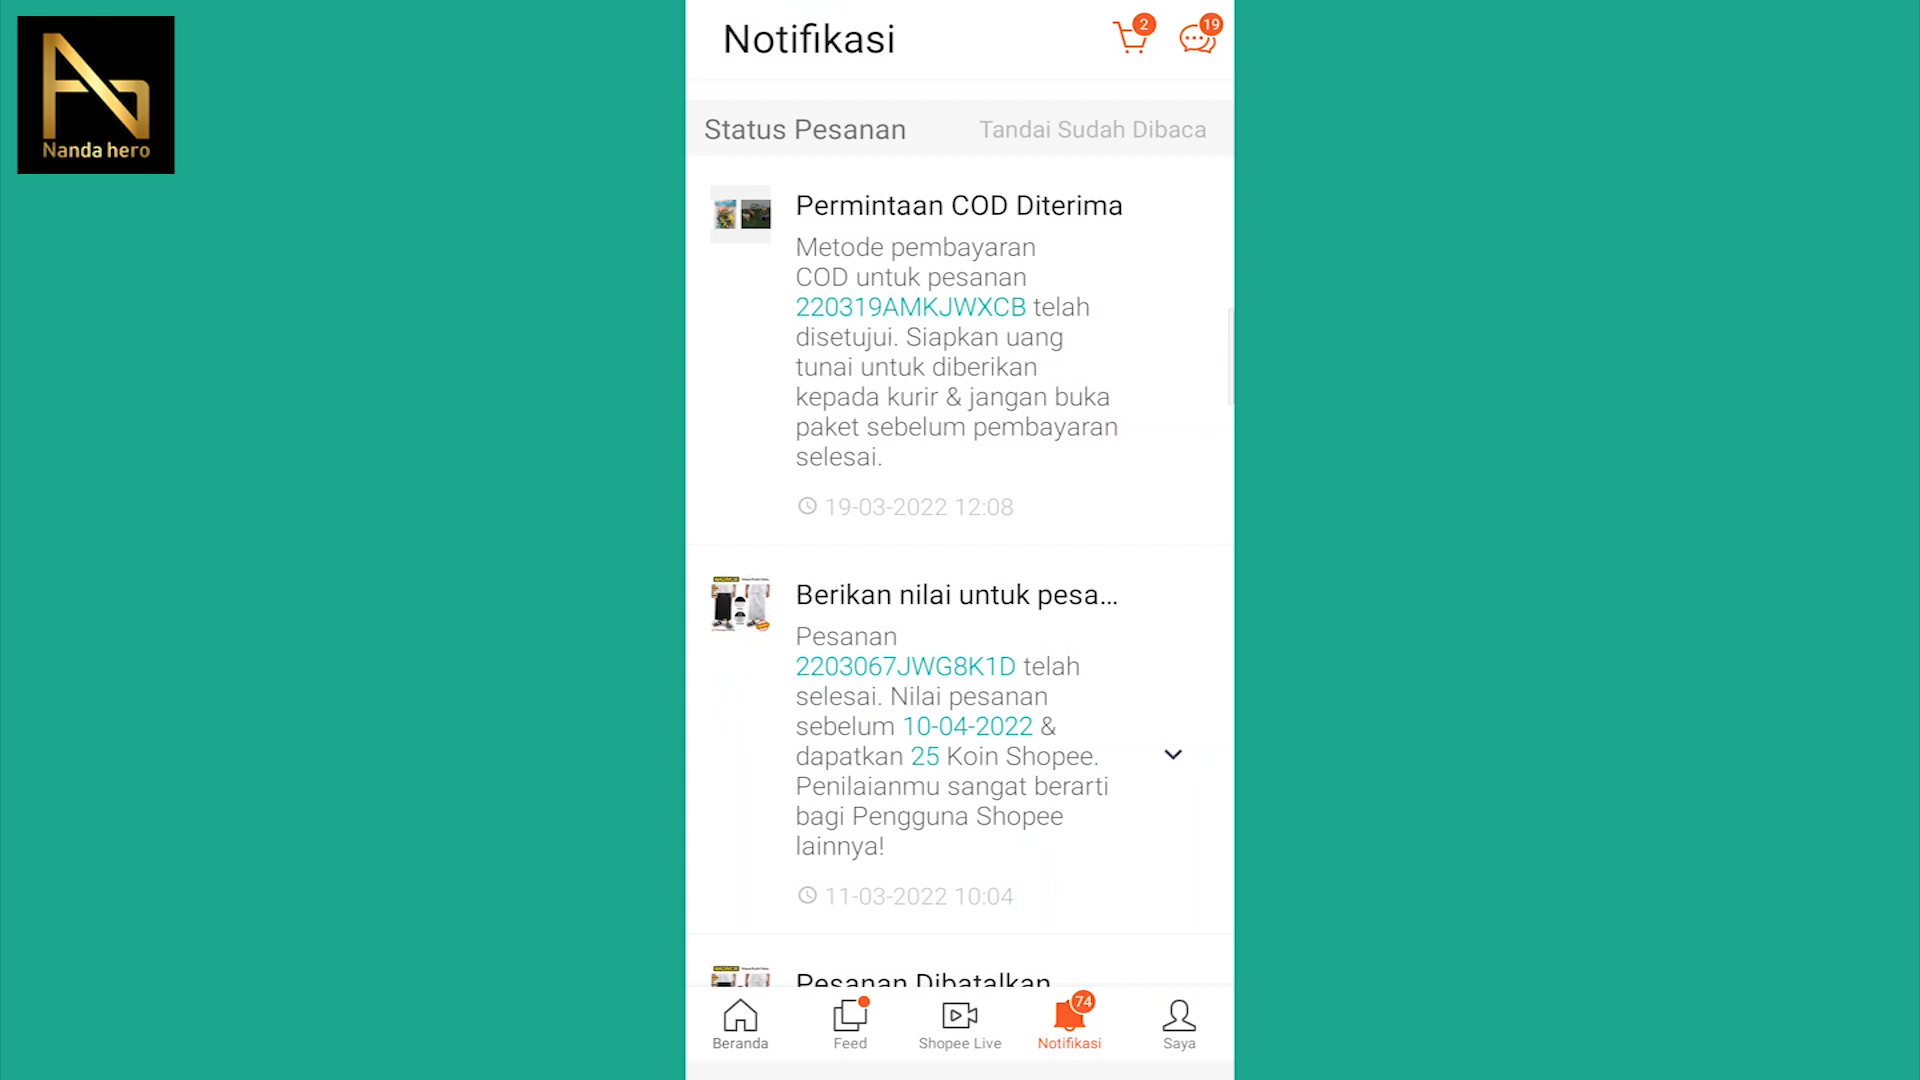 Nanda hero
Notifikasi
2
19
Status Pesanan
Tandai Sudah Dibaca
Permintaan COD Diterima
Metode pembayaran
COD untuk pesanan
220319AMKJWXCB telah
disetujui. Siapkan uang
tunai untuk diberikan
kepada kurir & jangan buka
paket sebelum pembayaran
selesai.
19-03-2022 12:08
Berikan nilai untuk pesa...
Pesanan
2203067JWG8K1D telah
selesai. Nilai pesanan
sebelum 10-04-2022 &
dapatkan 25 Koin Shopee.
Penilaianmu sangat berarti
bagi Pengguna Shopee
lainnya!
11-03-2022 10:04
Pesanan Dibatalkan
74
Beranda
Feed
Shopee Live
Notifikasi
Saya